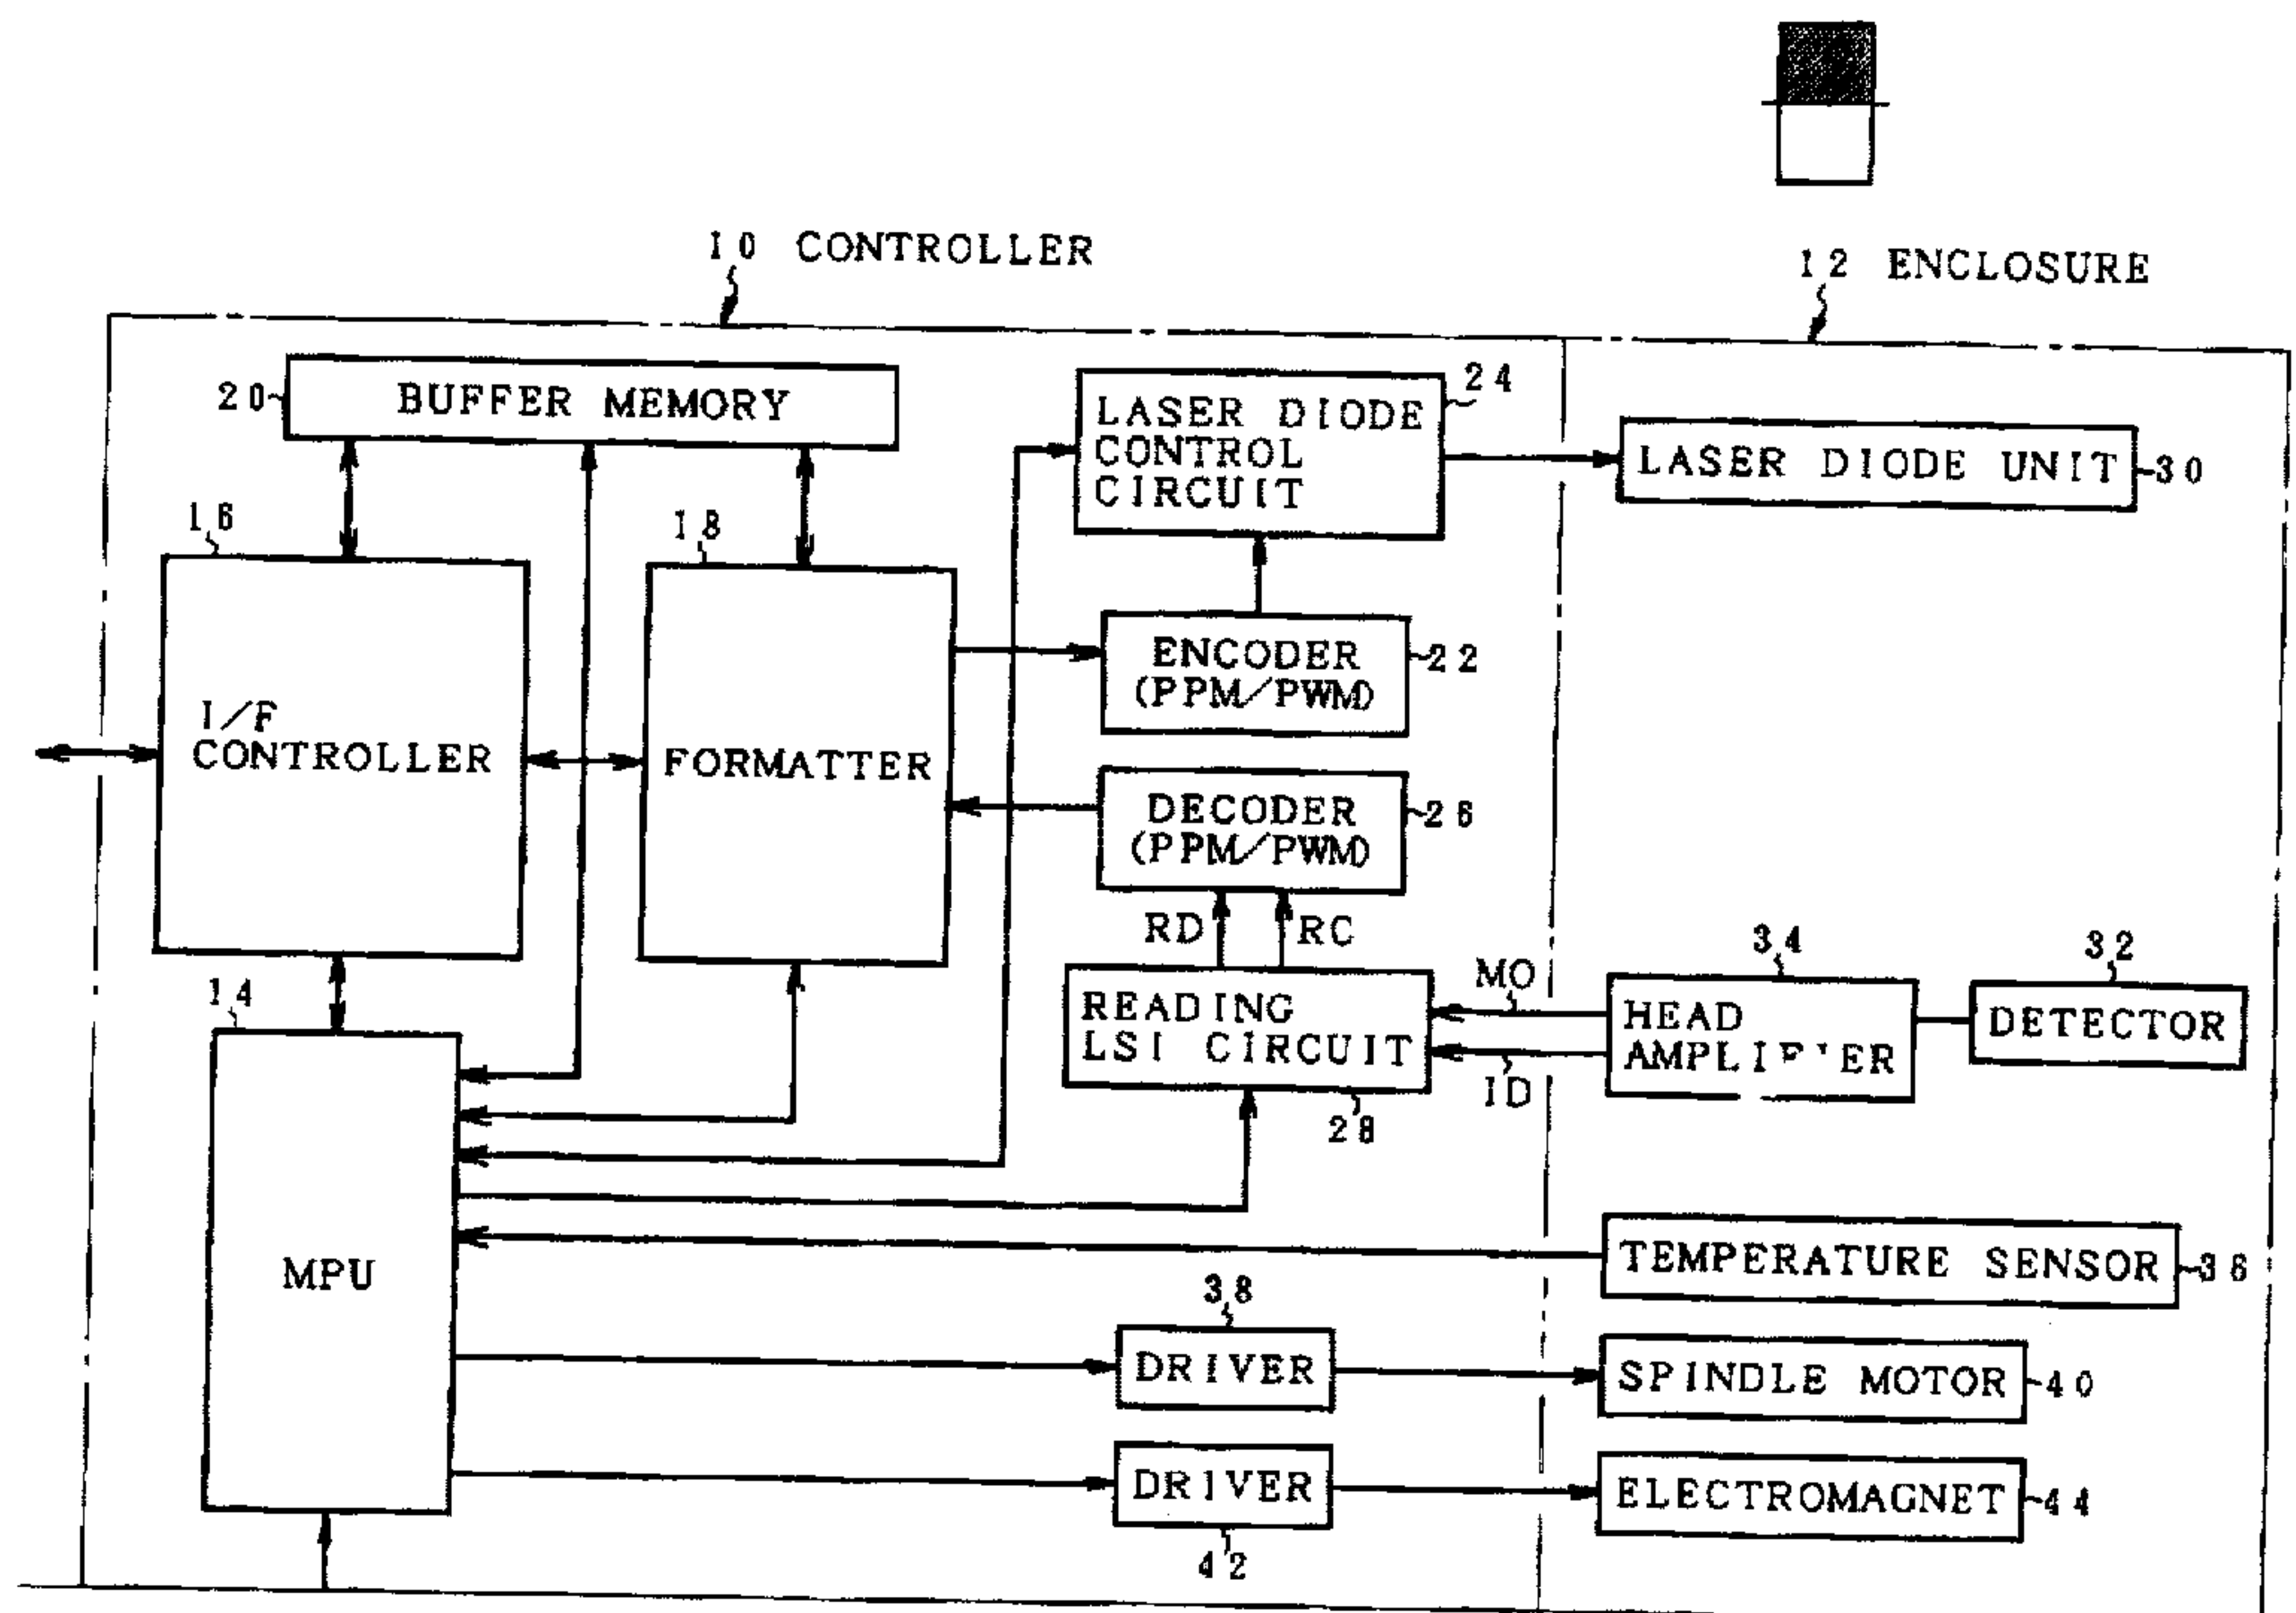 10 CONTROLLER
12 ENCLOSURE
20
BUFFER MEMORY
24
LASER DIODE
CONTROL
CIRCUIT
LASER DIODE UNIT
30
16
18
I/F
CONTROLLER
FORMATTER
ENCODER
(PPM/PWM)
22
DECODER
(PPM/PWM)
26
RD
RC
14
READING
LSI CIRCUIT
28
MO
ID
34
HEAD
AMPLIFIER
32
DETECTOR
MPU
TEMPERATURE SENSOR
36
38
DRIVER
SPINDLE MOTOR
40
DRIVER
42
ELECTROMAGNET
44